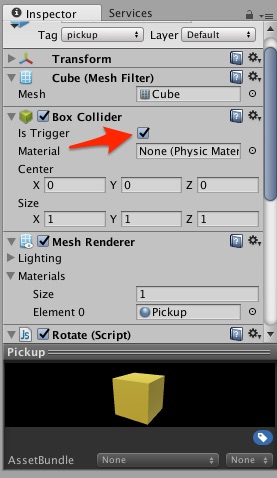 Inspector Services
Tag pickup Layer Default
Transform
Cube (Mesh Filter)
Mesh Cube
Box Collider
Is Trigger
Material None (Physic Mater
Center
X 0 Y 0 Z 0
Size
X 1 Y 1 Z 1
Mesh Renderer
Lighting
Materials
Size 1
Element 0 Pickup
JS Rotate (Script)
Pickup
AssetBundle None None